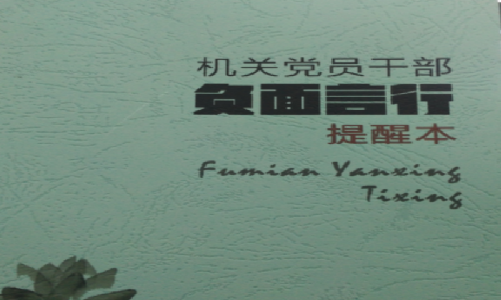 机关党员干部
负面言行
提醒本
Fumian Yanxing
Tixing